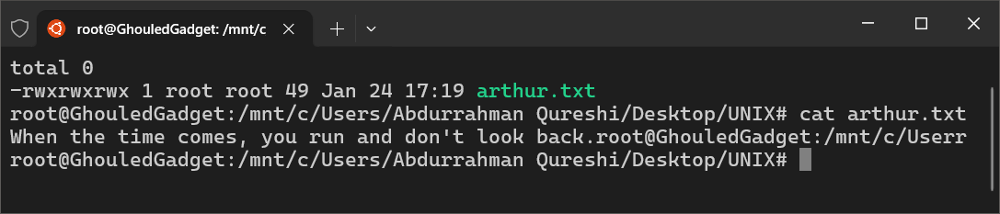 root@GhouledGadget: /mnt/c
total 0
-rwxrwxrwx 1 root root 49 Jan 24 17:19 arthur.txt
root@GhouledGadget:/mnt/c/Users/Abdurrahman Qureshi/Desktop/UNIX# cat arthur.txt
When the time comes, you run and don't look back.root@GhouledGadget:/mnt/c/Userr
root@GhouledGadget:/mnt/c/Users/Abdurrahman Qureshi/Desktop/UNIX#